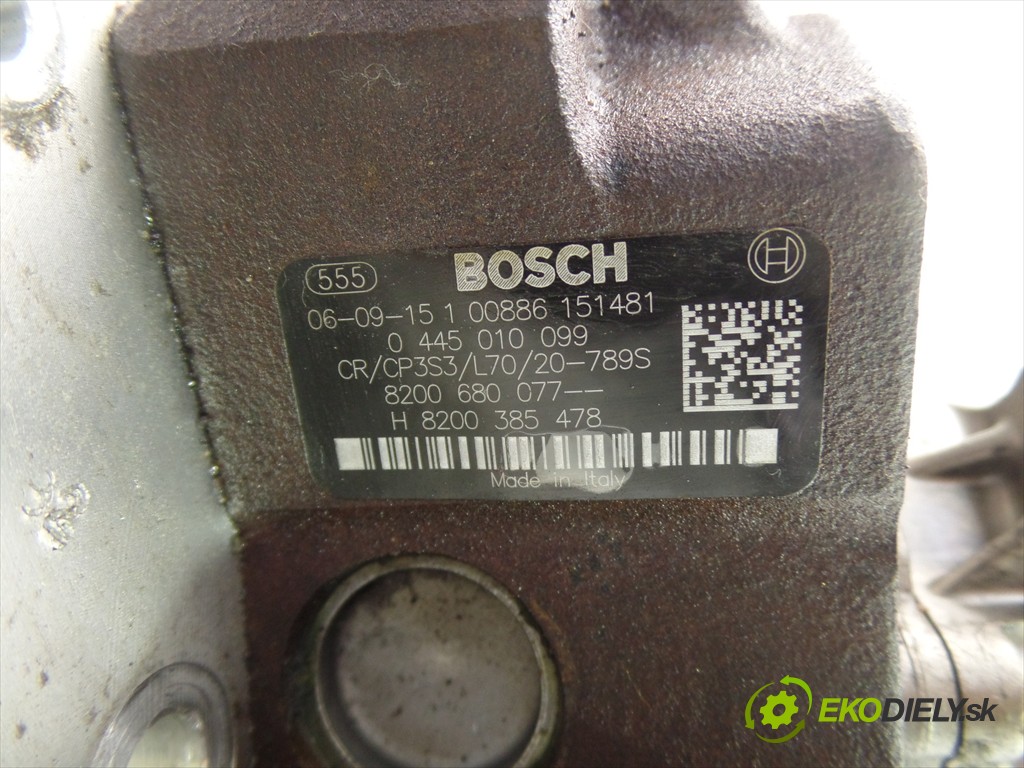 555 BOSCH
06-09-15 1 00886 151481
0 445 010 099
CR/CP3S3/L70/20-789S
8200 680 077--
H 8200 385 478
Made in Italy
EKODIELY.sk